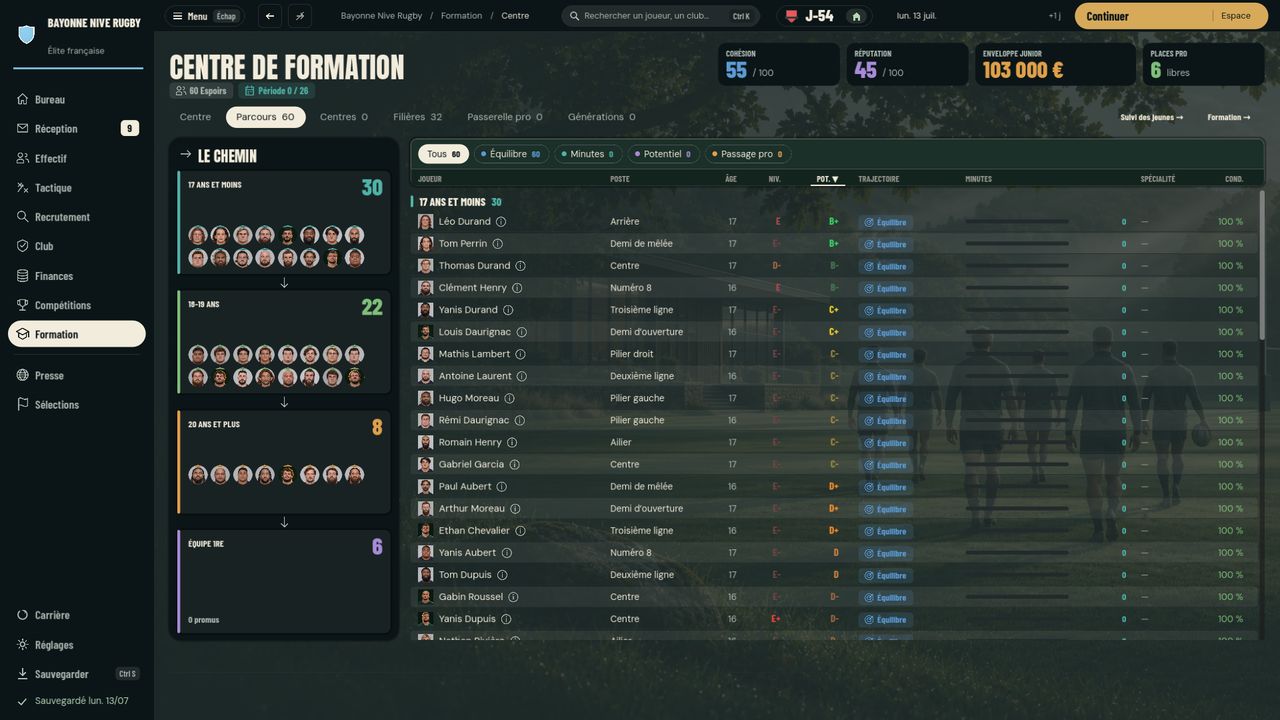 BAYONNE NIVE RUGBY
Élite française
Bureau
Réception 9
Effectif
Tactique
Recrutement
Club
Finances
Compétitions
Formation
Presse
Sélections
Carrière
Réglages
Sauvegarder Ctrl S
Sauvegardé lun. 13/07
Menu Échap
Bayonne Nive Rugby / Formation / Centre
Rechercher un joueur, un club... Ctrl K
J-54
lun. 13 juil.
+1 j
Continuer Espace
CENTRE DE FORMATION
60 Espoirs Période 0 / 26
COHÉSION
55 / 100
RÉPUTATION
45 / 100
ENVELOPPE JUNIOR
103 000 €
PLACES PRO
6 libres
Centre Parcours 60 Centres 0 Filières 32 Passerelle pro 0 Générations 0
Suivi des jeunes → Formation →
→ LE CHEMIN
17 ANS ET MOINS 30
↓
18-19 ANS 22
↓
20 ANS ET PLUS 8
↓
ÉQUIPE 1RE 6
0 promus
Tous 60 Équilibre 60 Minutes 0 Potentiel 0 Passage pro 0
JOUEUR POSTE ÂGE NIV. POT. ▼ TRAJECTOIRE MINUTES SPÉCIALITÉ COND.
17 ANS ET MOINS 30
Léo Durand Arrière 17 E B+ Équilibre 0 — 100 %
Tom Perrin Demi de mêlée 17 E- B+ Équilibre 0 — 100 %
Thomas Durand Centre 17 D- B- Équilibre 0 — 100 %
Clément Henry Numéro 8 16 E B- Équilibre 0 — 100 %
Yanis Durand Troisième ligne 17 E- C+ Équilibre 0 — 100 %
Louis Daurignac Demi d'ouverture 16 E- C+ Équilibre 0 — 100 %
Mathis Lambert Pilier droit 17 E- C- Équilibre 0 — 100 %
Antoine Laurent Deuxième ligne 16 E- C- Équilibre 0 — 100 %
Hugo Moreau Pilier gauche 17 E- C- Équilibre 0 — 100 %
Rémi Daurignac Pilier gauche 16 E- C- Équilibre 0 — 100 %
Romain Henry Ailier 17 E- C- Équilibre 0 — 100 %
Gabriel Garcia Centre 17 E- C- Équilibre 0 — 100 %
Paul Aubert Demi de mêlée 16 E- D+ Équilibre 0 — 100 %
Arthur Moreau Demi d'ouverture 16 E- D+ Équilibre 0 — 100 %
Ethan Chevalier Troisième ligne 16 E- D+ Équilibre 0 — 100 %
Yanis Aubert Numéro 8 17 E- D Équilibre 0 — 100 %
Tom Dupuis Deuxième ligne 17 E- D Équilibre 0 — 100 %
Gabin Roussel Centre 16 E- D- Équilibre 0 — 100 %
Yanis Dupuis Centre 16 E+ D- Équilibre 0 — 100 %